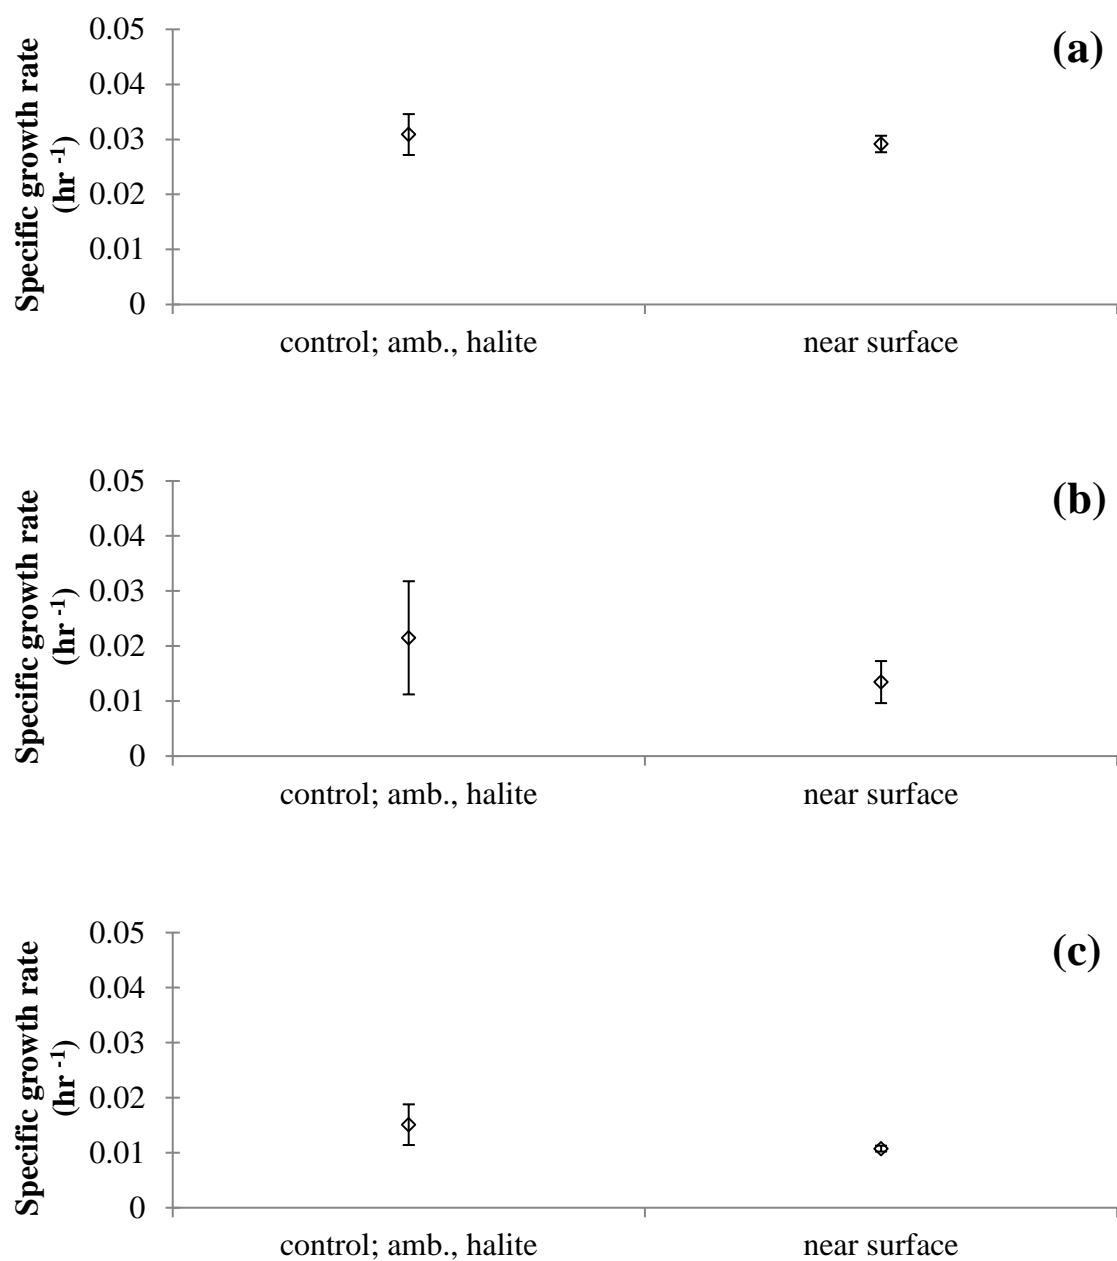 (a)
Specific growth rate
(hr -1)
0.05
0.04
0.03
0.02
0.01
0
control; amb., halite
near surface
(b)
Specific growth rate
(hr -1)
0.05
0.04
0.03
0.02
0.01
0
control; amb., halite
near surface
(c)
Specific growth rate
(hr -1)
0.05
0.04
0.03
0.02
0.01
0
control; amb., halite
near surface